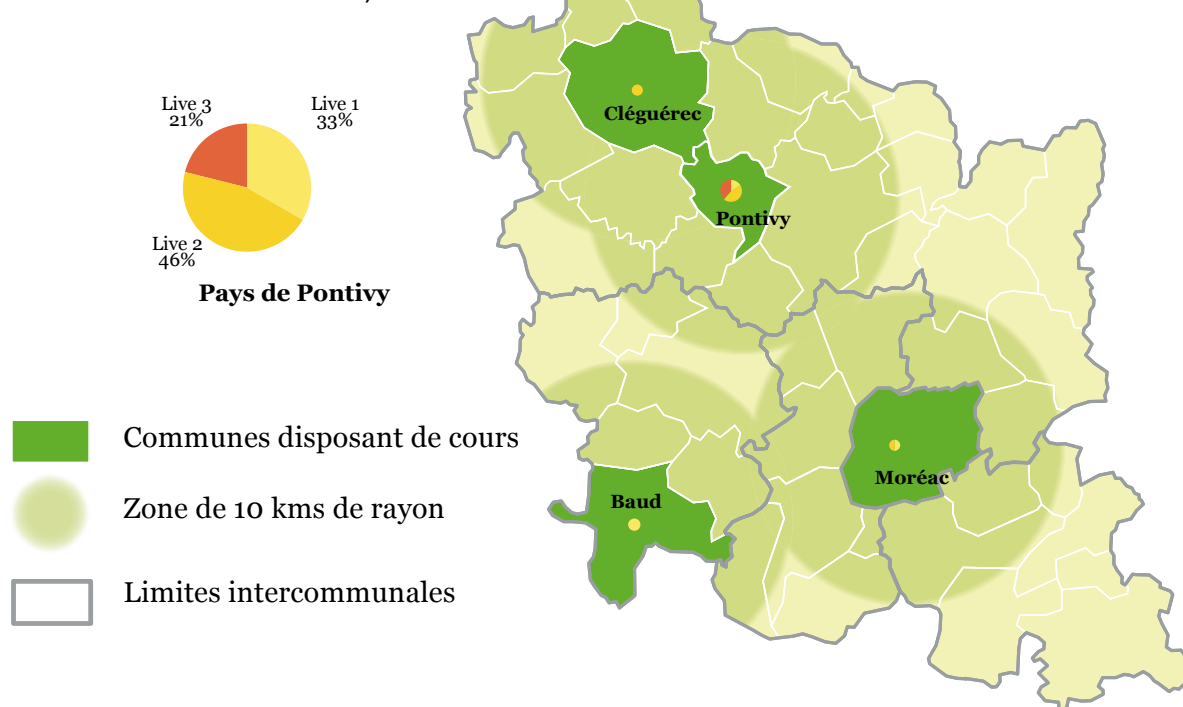 Live 3
21%
Live 1
33%
Live 2
46%
Pays de Pontivy
Communes disposant de cours
Zone de 10 kms de rayon
Limites intercommunales
Cléguérec
Pontivy
Moréac
Baud